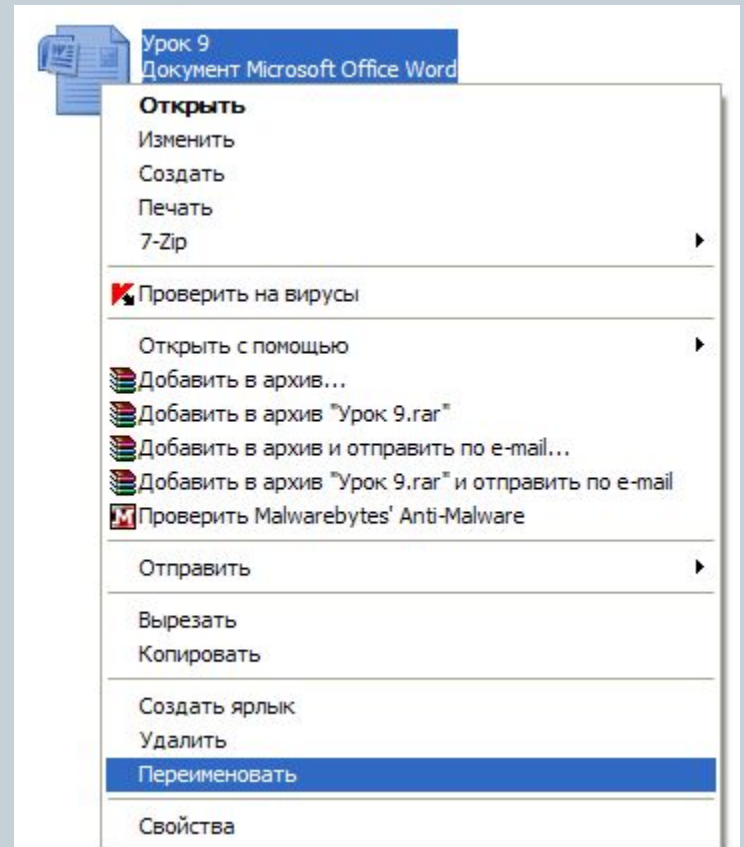 Урок 9
Документ Microsoft Office Word
Открыть
Изменить
Создать
Печать
7-Zip
Проверить на вирусы
Открыть с помощью
Добавить в архив...
Добавить в архив "Урок 9.rar"
Добавить в архив и отправить по e-mail...
Добавить в архив "Урок 9.rar" и отправить по e-mail
Проверить Malwarebytes' Anti-Malware
Отправить
Вырезать
Копировать
Создать ярлык
Удалить
Переименовать
Свойства